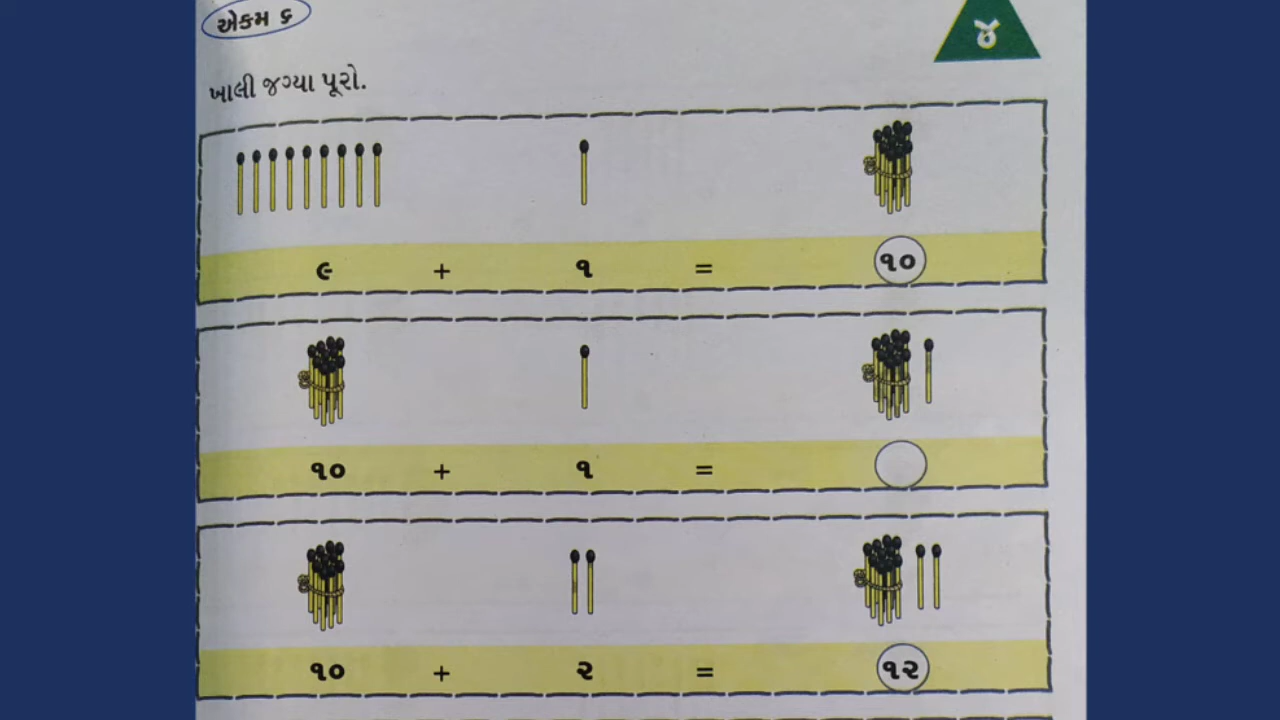 એકમ ૬
૪
ખાલી જગ્યા પૂરો.
૯ + ૧ = ૧૦
૧૦ + ૧ =
૧૦ + ૨ = ૧૨